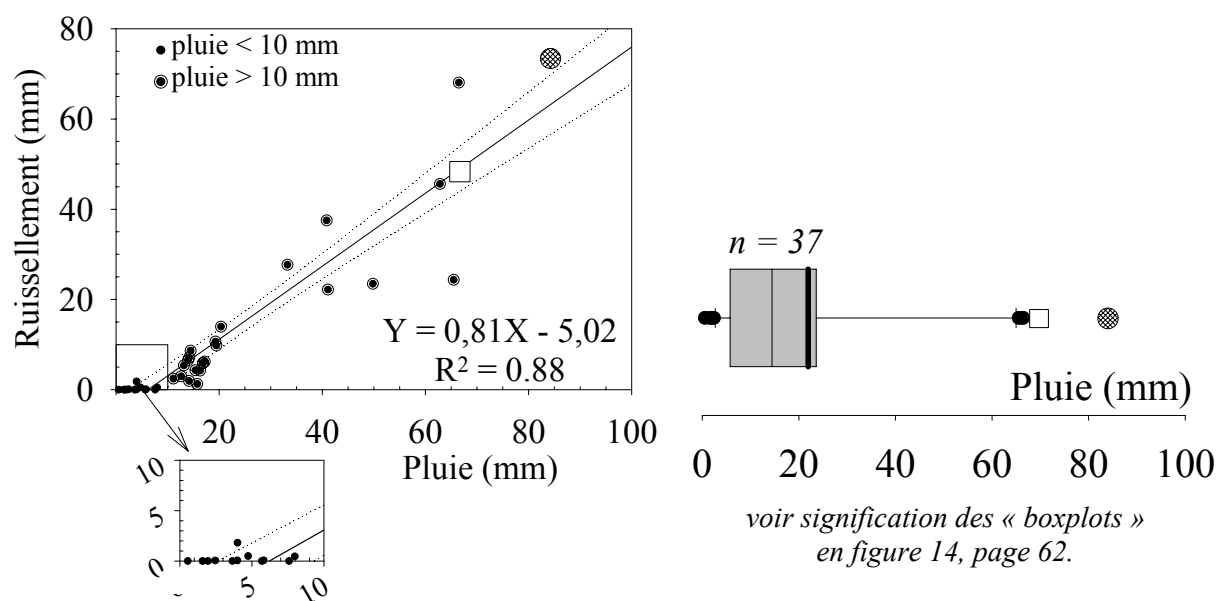 80
60
40
20
0
Ruissellement (mm)
pluie < 10 mm
pluie > 10 mm
Y = 0,81X - 5,02
R² = 0.88
20 40 60 80 100
Pluie (mm)
10
5
0
5 10
n = 37
Pluie (mm)
0 20 40 60 80 100
voir signification des « boxplots »
en figure 14, page 62.